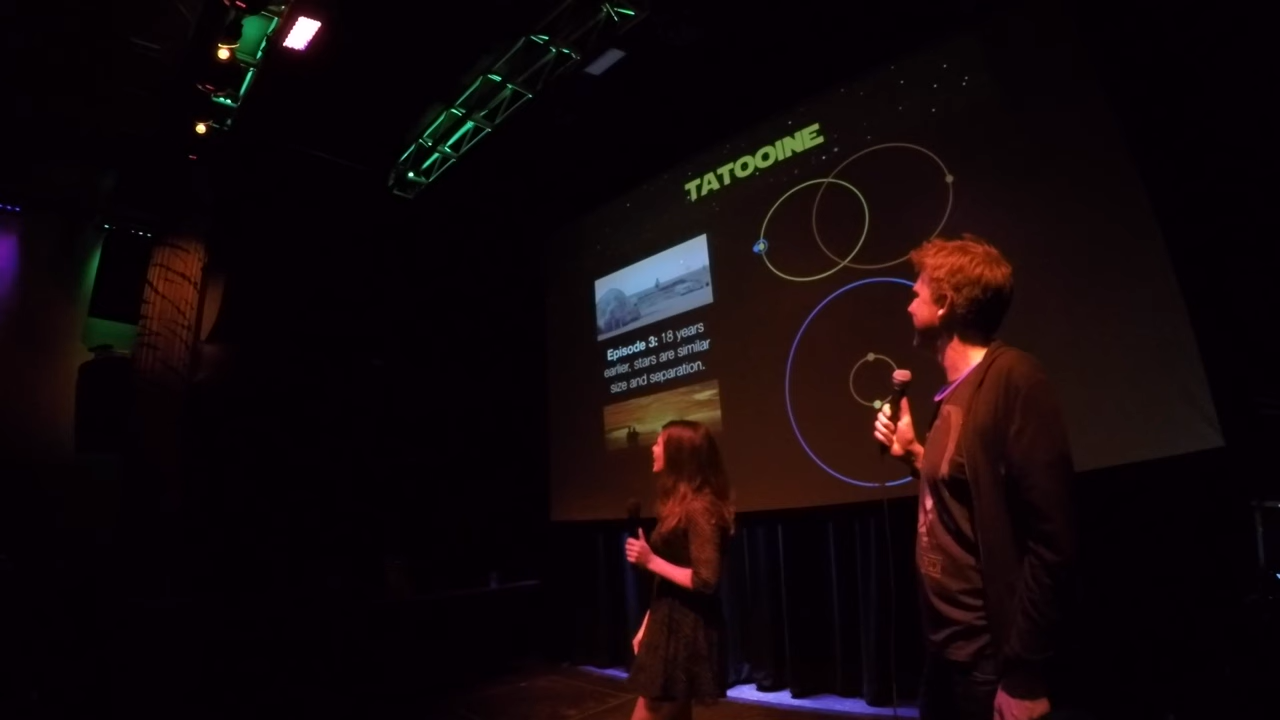 TATOOINE
Episode 3: 18 years
earlier, stars are similar
size and separation.